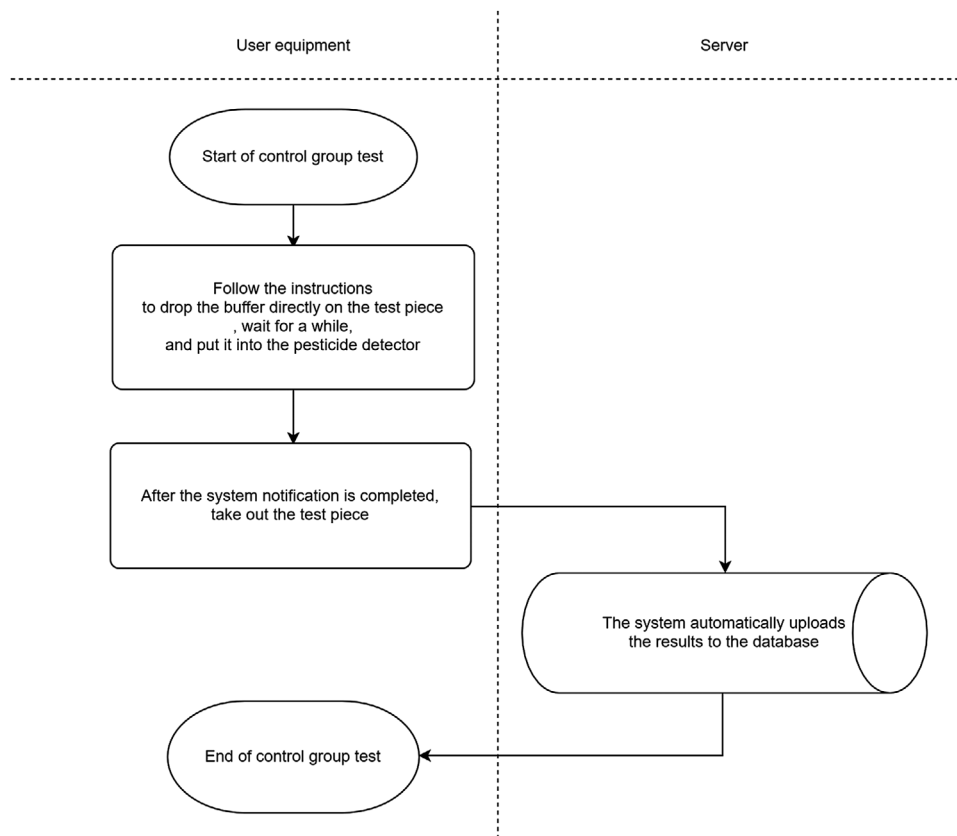 User equipment
Server
Start of control group test
Follow the instructions
to drop the buffer directly on the test piece
, wait for a while,
and put it into the pesticide detector
After the system notification is completed,
take out the test piece
The system automatically uploads
the results to the database
End of control group test